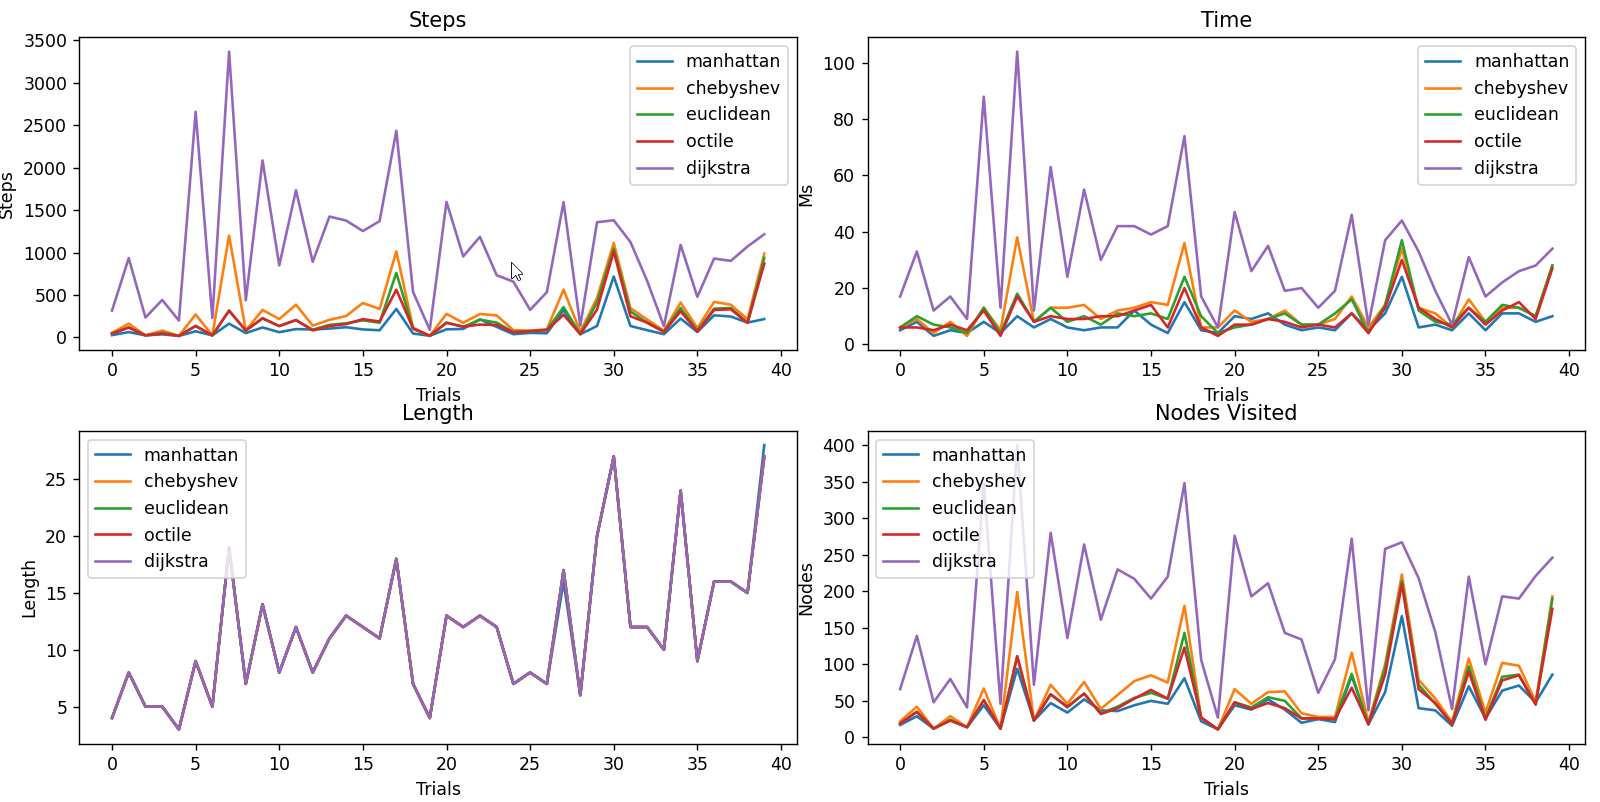 Steps
3500
3000
2500
2000
1500
1000
500
0
Steps
0 5 10 15 20 25 30 35 40
Trials
manhattan
chebyshev
euclidean
octile
dijkstra
Time
100
80
60
40
20
0
Ms
0 5 10 15 20 25 30 35 40
Trials
manhattan
chebyshev
euclidean
octile
dijkstra
Length
25
20
15
10
5
Length
0 5 10 15 20 25 30 35 40
Trials
manhattan
chebyshev
euclidean
octile
dijkstra
Nodes Visited
400
350
300
250
200
150
100
50
0
Nodes
0 5 10 15 20 25 30 35 40
Trials
manhattan
chebyshev
euclidean
octile
dijkstra